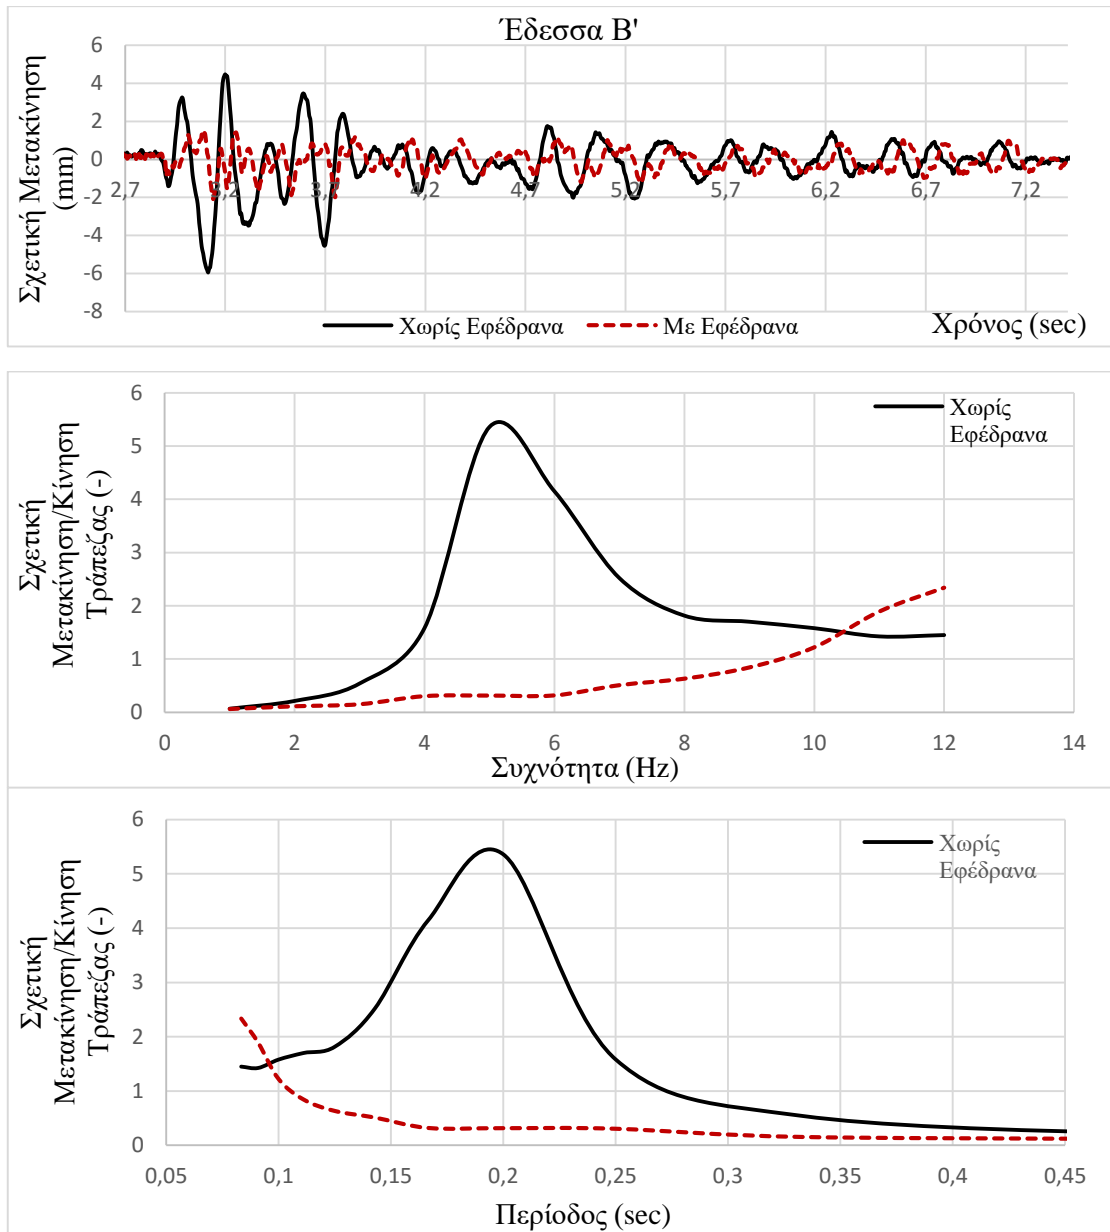 Έδεσσα Β'
Σχετική Μετακίνηση
(mm)
6
4
2
0
-2
-4
-6
-8
2,7
3,2
3,7
4,2
4,7
5,2
5,7
6,2
6,7
7,2
Χωρίς Εφέδρανα
Με Εφέδρανα
Χρόνος (sec)
Σχετική
Μετακίνηση/Κίνηση
Τράπεζας (-)
6
5
4
3
2
1
0
0
2
4
6
8
10
12
14
Χωρίς
Εφέδρανα
Συχνότητα (Hz)
Σχετική
Μετακίνηση/Κίνηση
Τράπεζας (-)
6
5
4
3
2
1
0
0,05
0,1
0,15
0,2
0,25
0,3
0,35
0,4
0,45
Χωρίς
Εφέδρανα
Περίοδος (sec)